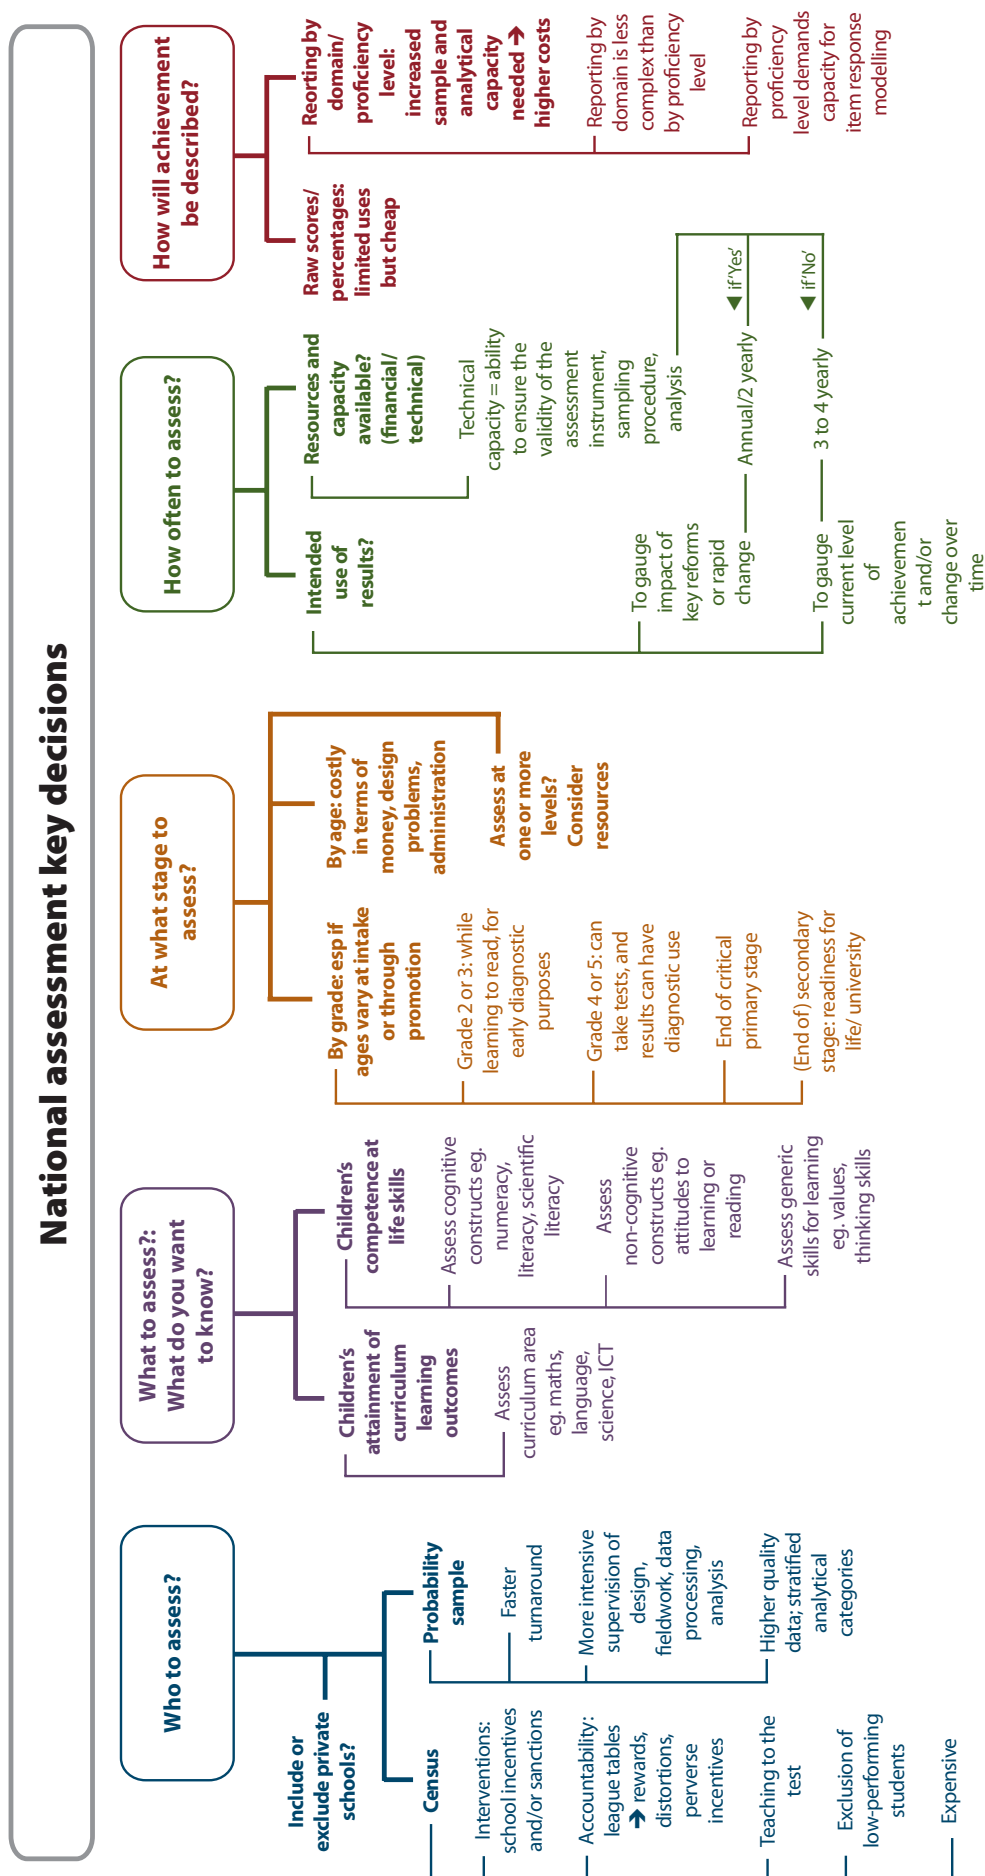 National assessment key decisions
Who to assess?
Include or
exclude private
schools?
Census
Interventions:
school incentives
and/or sanctions
Accountability:
league tables
➔ rewards,
distortions,
perverse
incentives
Teaching to the
test
Exclusion of
low-performing
students
Expensive
Probability
sample
Faster
turnaround
More intensive
supervision of
design,
fieldwork, data
processing,
analysis
Higher quality
data; stratified
analytical
categories
What to assess?:
What do you want
to know?
Children's
attainment of
curriculum
learning
outcomes
Assess
curriculum area
eg. maths,
language,
science, ICT
Children's
competence at
life skills
Assess cognitive
constructs eg.
numeracy,
literacy, scientific
literacy
Assess
non-cognitive
constructs eg.
attitudes to
learning or
reading
Assess generic
skills for learning
eg. values,
thinking skills
At what stage to
assess?
By grade: esp if
ages vary at intake
or through
promotion
Grade 2 or 3: while
learning to read, for
early diagnostic
purposes
Grade 4 or 5: can
take tests, and
results can have
diagnostic use
End of critical
primary stage
(End of) secondary
stage: readiness for
life/ university
By age: costly
in terms of
money, design
problems,
administration
Assess at
one or more
levels?
Consider
resources
How often to assess?
Intended
use of
results?
To gauge
impact of
key reforms
or rapid
change
Annual/2 yearly
To gauge
current level
of
achievemen
t and/or
change over
time
3 to 4 yearly
Resources and
capacity
available?
(financial/
technical)
Technical
capacity = ability
to ensure the
validity of the
assessment
instrument,
sampling
procedure,
analysis
◀ if 'Yes'
◀ if 'No'
How will achievement
be described?
Raw scores/
percentages:
limited uses
but cheap
Reorting by
domain/
proficiency
level:
increased
sample and
analytical
capacity
needed ➔
higher costs
Reporting by
domain is less
complex than
by proficiency
level
Reporting by
proficiency
level demands
capacity for
item response
modelling